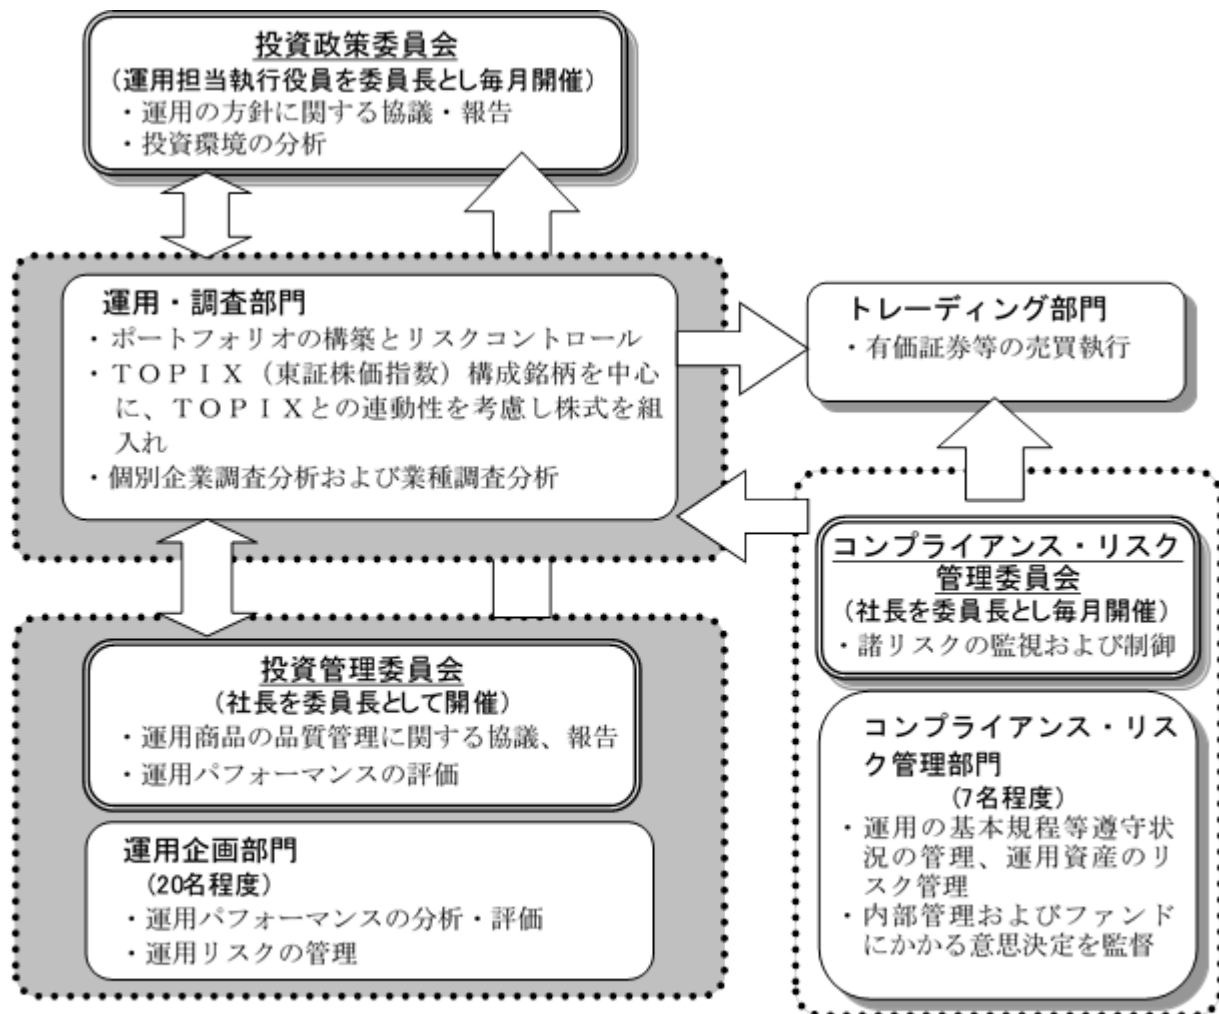 投資政策委員会
(運用担当執行役員を委員長とし毎月開催)
・運用の方針に関する協議・報告
・投資環境の分析
運用・調査部門
・ポートフォリオの構築とリスクコントロール
・ＴＯＰＩＸ（東証株価指数）構成銘柄を中心
に、ＴＯＰＩＸとの連動性を考慮し株式を組
入れ
・個別企業調査分析および業種調査分析
トレーディング部門
・有価証券等の売買執行
投資管理委員会
(社長を委員長として開催)
・運用商品の品質管理に関する協議、報告
・運用パフォーマンスの評価
運用企画部門
(20名程度)
・運用パフォーマンスの分析・評価
・運用リスクの管理
コンプライアンス・リスク
管理委員会
(社長を委員長とし毎月開催)
・諸リスクの監視および制御
コンプライアンス・リス
ク管理部門
(7名程度)
・運用の基本規程等遵守状
況の管理、運用資産のリ
スク管理
・内部管理およびファンド
にかかる意思決定を監督